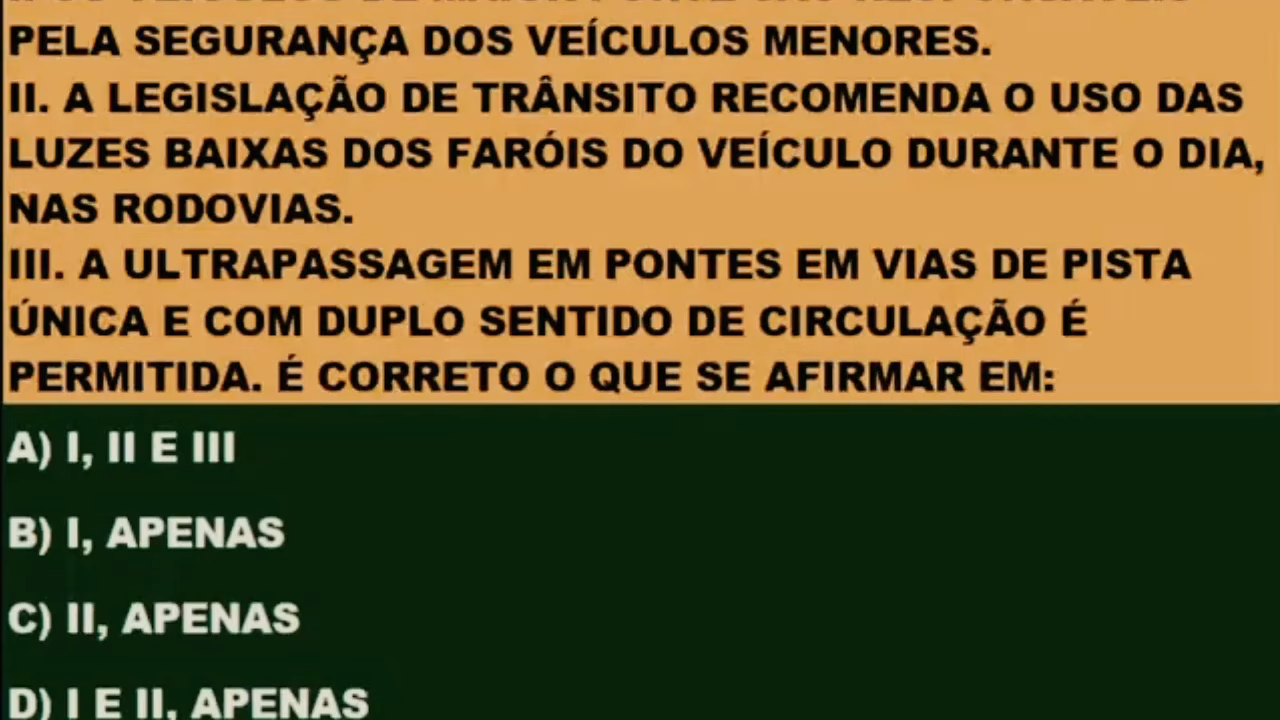 PELA SEGURANÇA DOS VEÍCULOS MENORES.
II. A LEGISLAÇÃO DE TRÂNSITO RECOMENDA O USO DAS
LUZES BAIXAS DOS FARÓIS DO VEÍCULO DURANTE O DIA,
NAS RODOVIAS.
III. A ULTRAPASSAGEM EM PONTES EM VIAS DE PISTA
ÚNICA E COM DUPLO SENTIDO DE CIRCULAÇÃO É
PERMITIDA. É CORRETO O QUE SE AFIRMAR EM:
A) I, II E III
B) I, APENAS
C) II, APENAS
D) I E II, APENAS